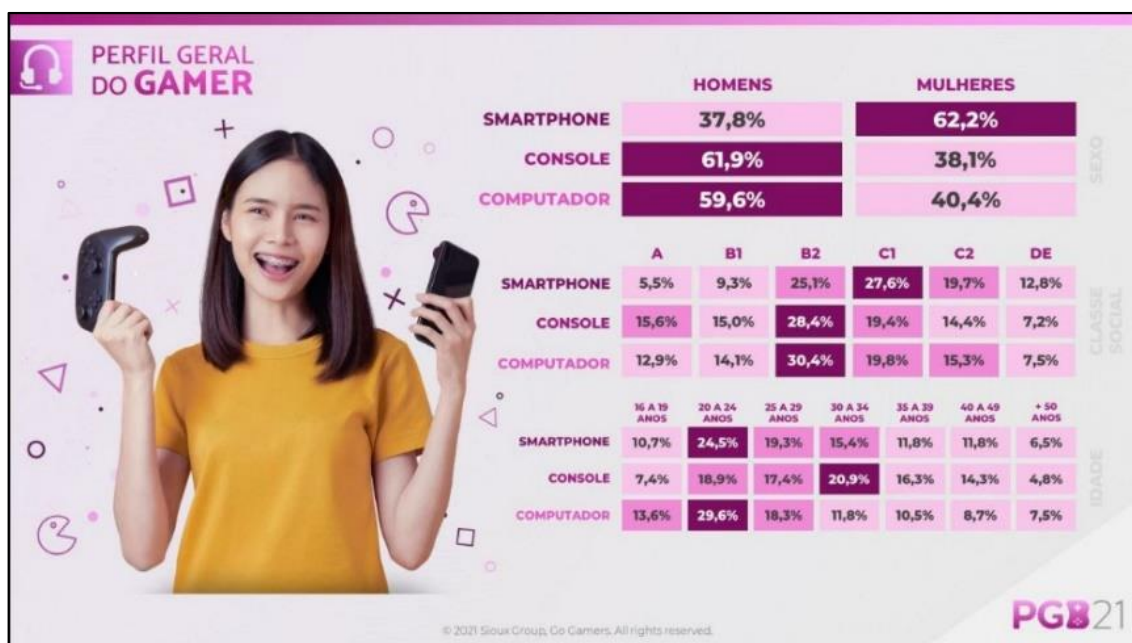 PERFIL GERAL
DO GAMER
HOMENS MULHERES
SMARTPHONE 37,8% 62,2%
CONSOLE 61,9% 38,1%
COMPUTADOR 59,6% 40,4%
SEXO
A B1 B2 C1 C2 DE
SMARTPHONE 5,5% 9,3% 25,1% 27,6% 19,7% 12,8%
CONSOLE 15,6% 15,0% 28,4% 19,4% 14,4% 7,2%
COMPUTADOR 12,9% 14,1% 30,4% 19,8% 15,3% 7,5%
CLASSE
SOCIAL
16 A 19 20 A 24 25 A 29 30 A 34 35 A 39 40 A 49 + 50
ANOS ANOS ANOS ANOS ANOS ANOS ANOS
SMARTPHONE 10,7% 24,5% 19,3% 15,4% 11,8% 11,8% 6,5%
CONSOLE 7,4% 18,9% 17,4% 20,9% 16,3% 14,3% 4,8%
COMPUTADOR 13,6% 29,6% 18,3% 11,8% 10,5% 8,7% 7,5%
IDADE
© 2021 Sioux Group, Go Gamers. All rights reserved.
PGB21